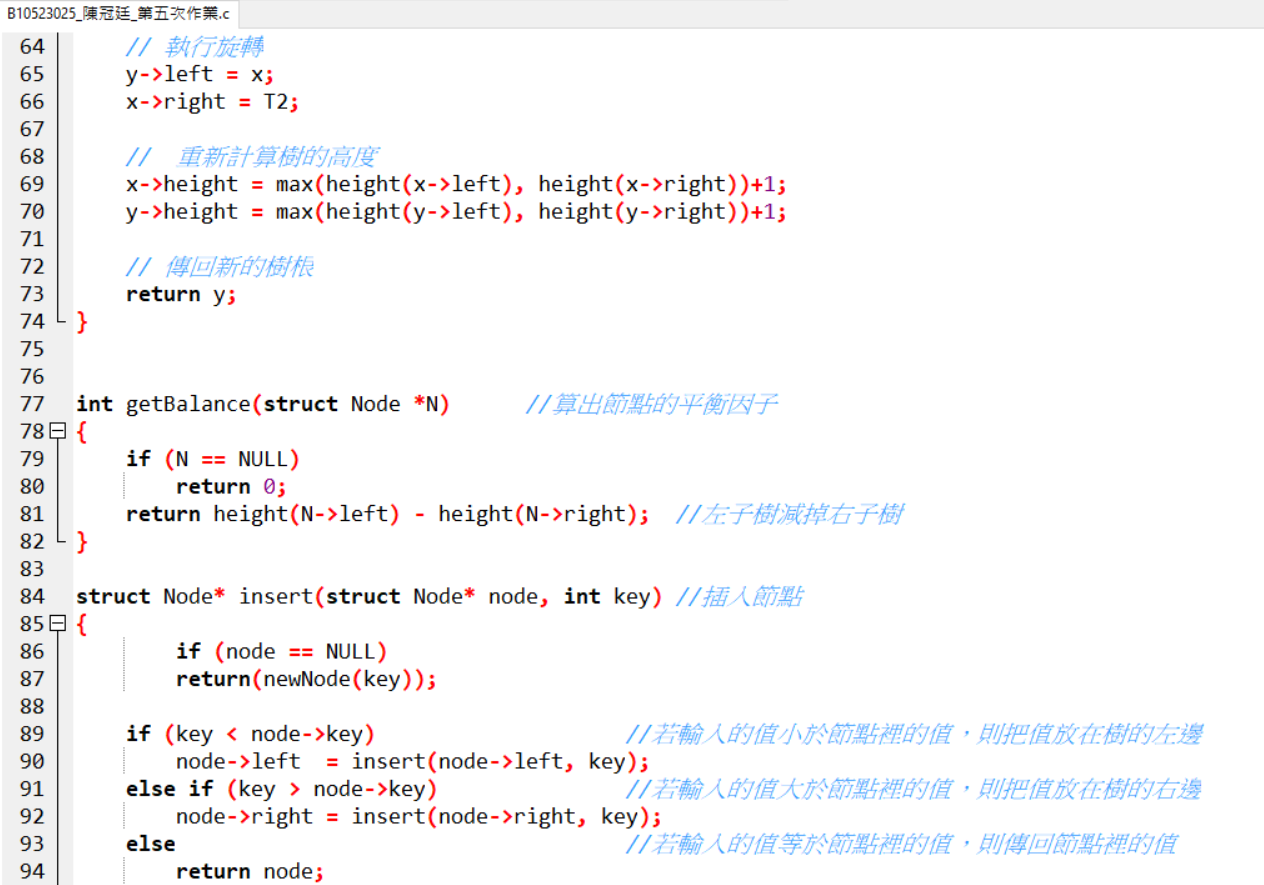 B10523025_陳冠廷_第五次作業.c
64 // 執行旋轉
65 y->left = x;
66 x->right = T2;
67
68 // 重新計算樹的高度
69 x->height = max(height(x->left), height(x->right))+1;
70 y->height = max(height(y->left), height(y->right))+1;
71
72 // 傳回新的樹根
73 return y;
74 }
75
76
77 int getBalance(struct Node *N) //算出節點的平衡因子
78 {
79 if (N == NULL)
80 return 0;
81 return height(N->left) - height(N->right); //左子樹減掉右子樹
82 }
83
84 struct Node* insert(struct Node* node, int key) //插入節點
85 {
86 if (node == NULL)
87 return(newNode(key));
88
89 if (key < node->key) //若輸入的值小於節點裡的值，則把值放在樹的左邊
90 node->left = insert(node->left, key);
91 else if (key > node->key) //若輸入的值大於節點裡的值，則把值放在樹的右邊
92 node->right = insert(node->right, key);
93 else //若輸入的值等於節點裡的值，則傳回節點裡的值
94 return node;